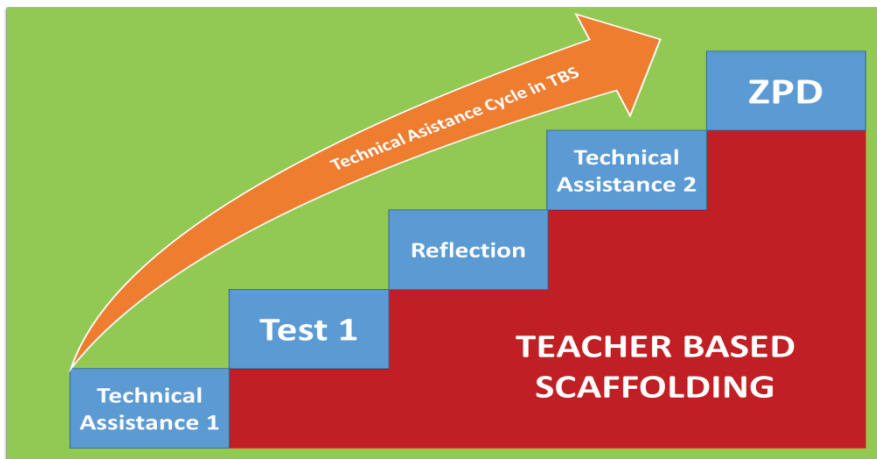 Technical Asistance Cycle in TBS
ZPD
Technical
Assistance 2
Reflection
Test 1
TEACHER BASED
SCAFFOLDING
Technical
Assistance 1